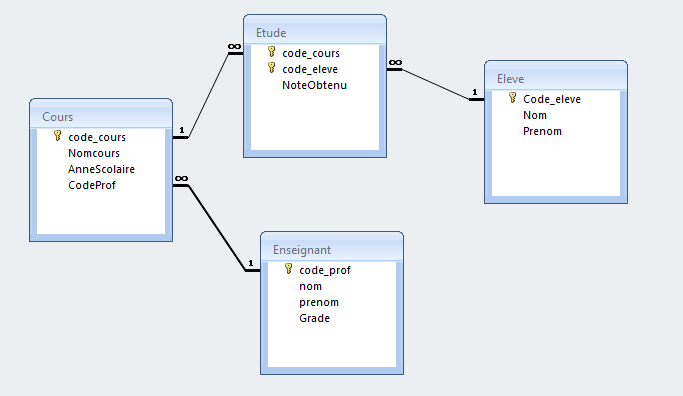 Etude
code_cours
code_eleve
NoteObtenu
∞
∞
Eleve
Code_eleve
Nom
Prenom
1
Cours
code_cours
Nomcours
AnneScolaire
CodeProf
1
∞
Enseignant
code_prof
nom
prenom
Grade
1